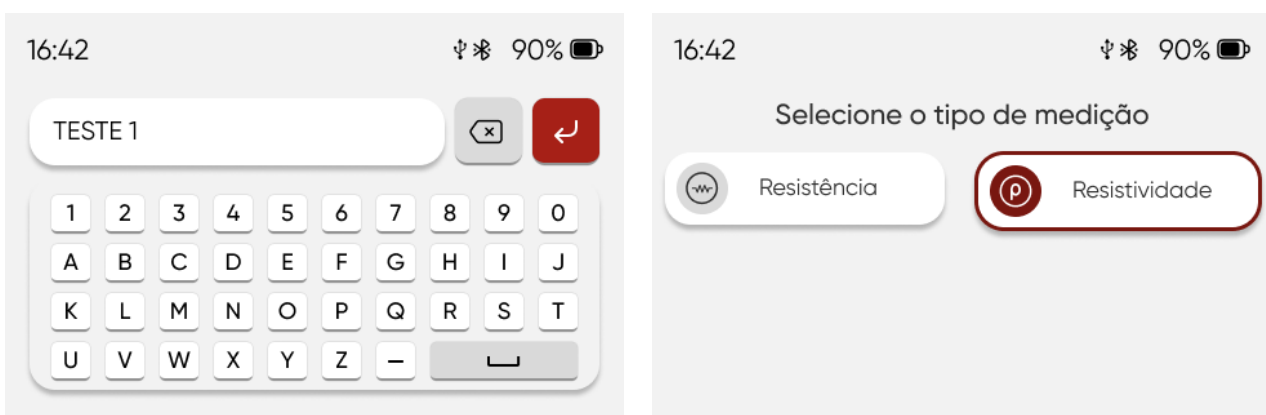 16:42 90%
TESTE 1
1 2 3 4 5 6 7 8 9 0
A B C D E F G H I J
K L M N O P Q R S T
U V W X Y Z –
16:42 90%
Selecione o tipo de medição
Resistência ρ Resistividade